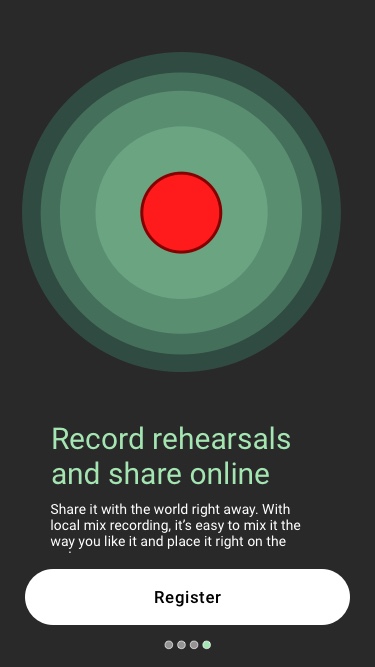 Record rehearsals
and share online
Share it with the world right away. With
local mix recording, it’s easy to mix it the
way you like it and place it right on the
Register